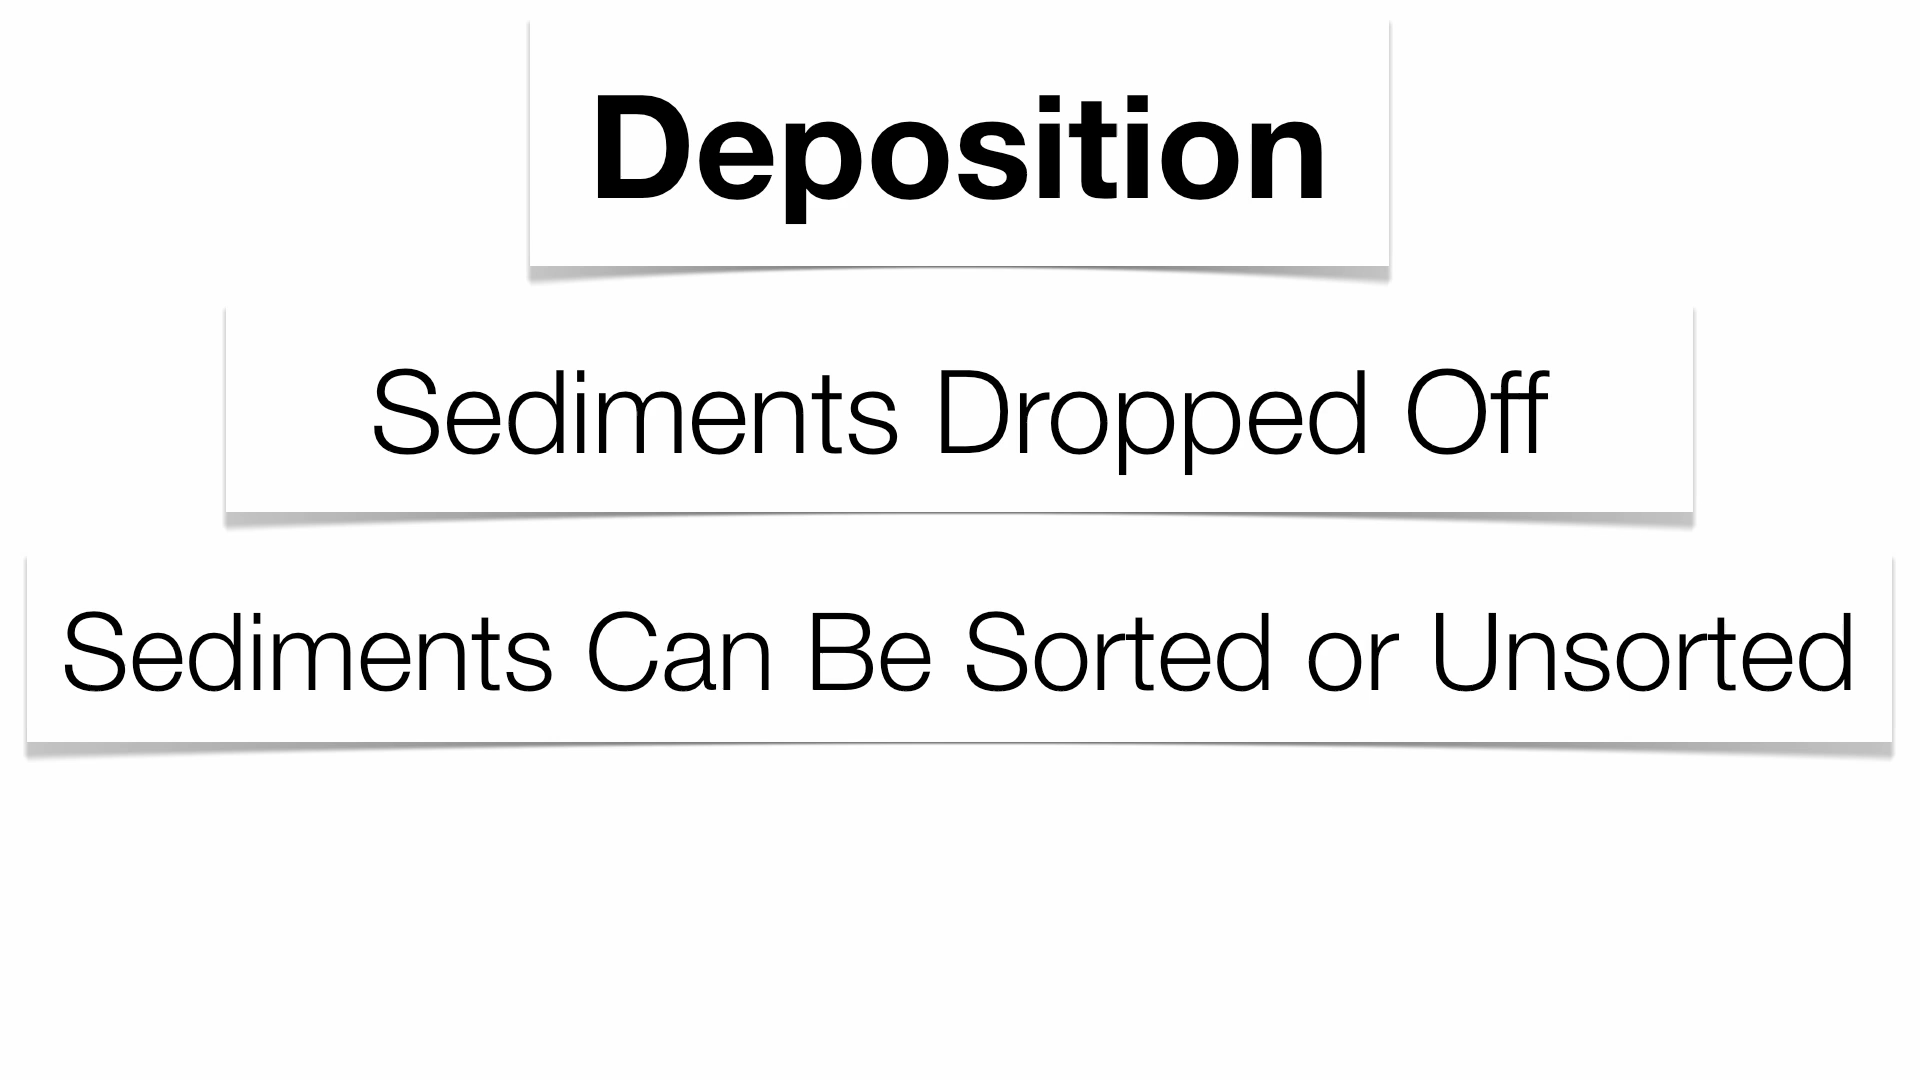 Deposition
Sediments Dropped Off
Sediments Can Be Sorted or Unsorted